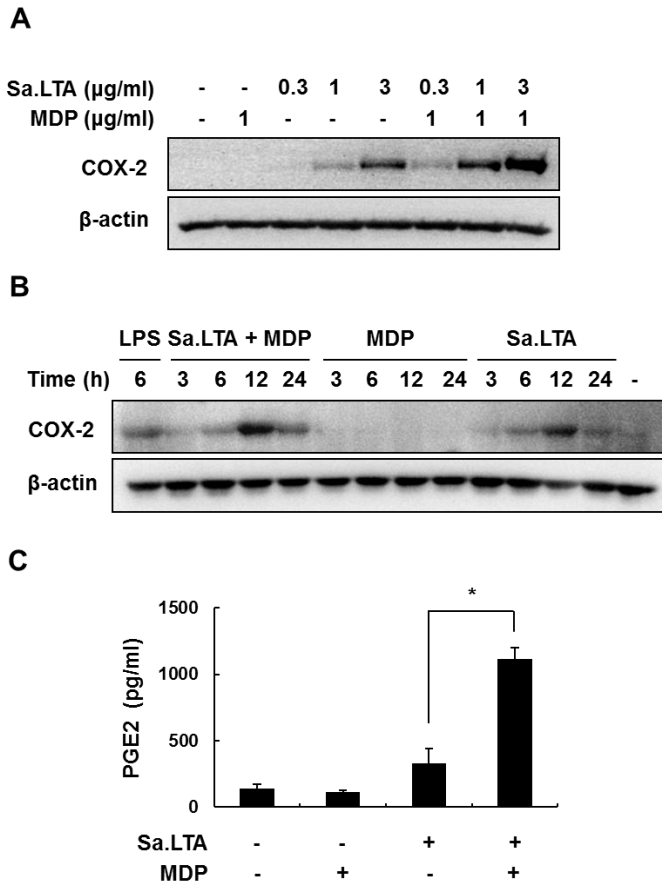 A
Sa.LTA (μg/ml) - - 0.3 1 3 0.3 1 3
MDP (μg/ml) - 1 - - - 1 1 1
COX-2
β-actin
B
LPS Sa.LTA + MDP MDP Sa.LTA
Time (h) 6 3 6 12 24 3 6 12 24 3 6 12 24 -
COX-2
β-actin
C
*
1500
1000
500
0
PGE2 (pg/ml)
Sa.LTA - - + +
MDP - + - +